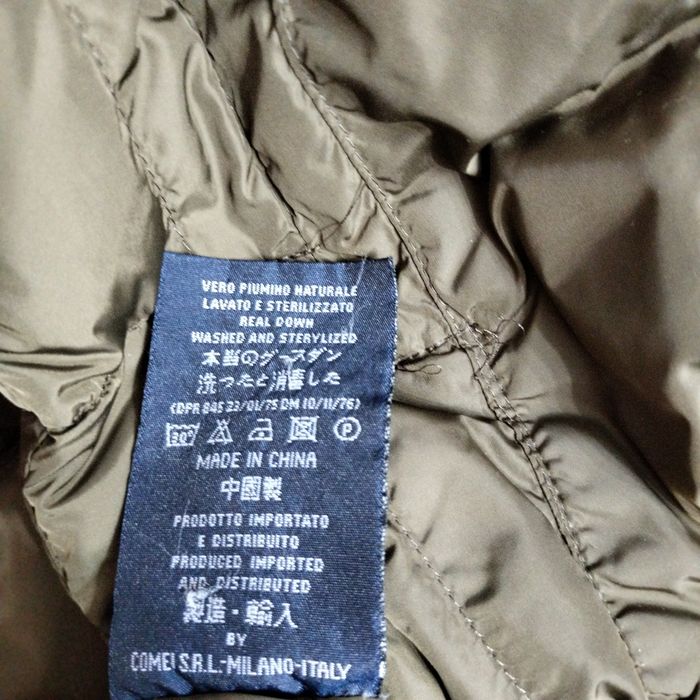 VERO PIUMINO NATURALE
LAVATO E STERILIZZATO
REAL DOWN
WASHED AND STERYLIZED
本当のグースダン
洗ったと消毒した
(DPR 845 23/01/75 DM 10/11/76)
30° P
MADE IN CHINA
中國製
PRODOTTO IMPORTATO
E DISTRIBUITO
PRODUCED IMPORTED
AND DISTRIBUTED
製造・輸入
BY
COMEI S.R.L-MILANO-ITALY